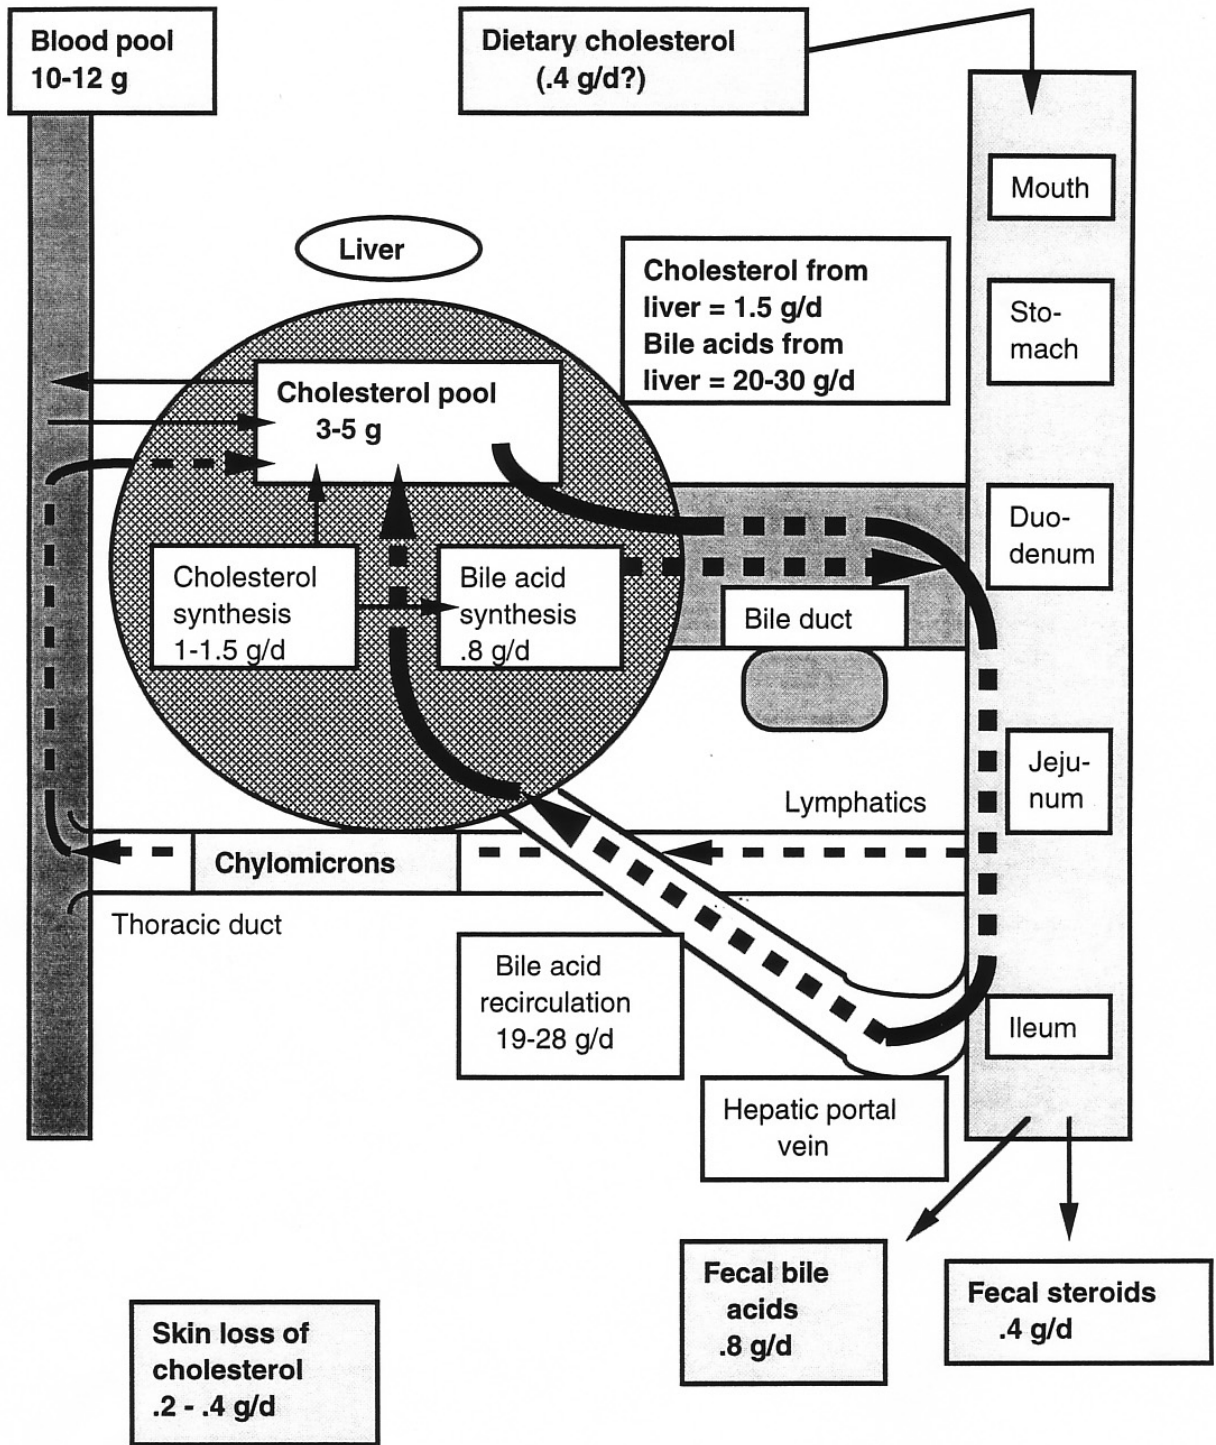 Blood pool
10-12 g
Dietary cholesterol
(.4 g/d?)
Mouth
Liver
Cholesterol from
liver = 1.5 g/d
Bile acids from
liver = 20-30 g/d
Sto-
mach
Cholesterol pool
3-5 g
Duo-
denum
Cholesterol
synthesis
1-1.5 g/d
Bile acid
synthesis
.8 g/d
Bile duct
Jeju-
num
Lymphatics
Chylomicrons
Thoracic duct
Bile acid
recirculation
19-28 g/d
Ileum
Hepatic portal
vein
Fecal bile
acids
.8 g/d
Fecal steroids
.4 g/d
Skin loss of
cholesterol
.2 - .4 g/d